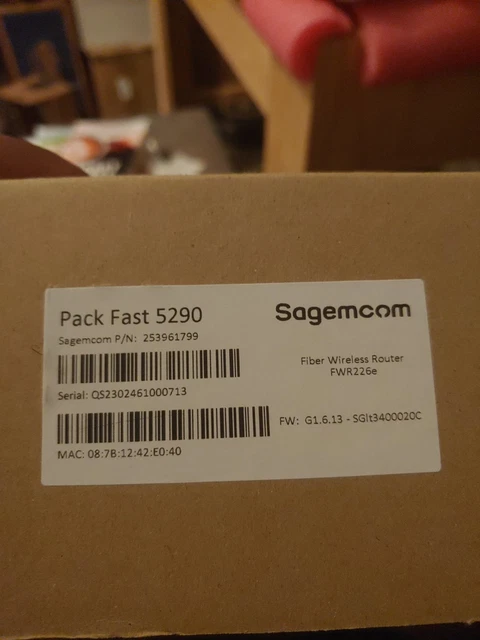 Pack Fast 5290
Sagemcom
Sagemcom P/N: 253961799
Serial: QS2302461000713
Fiber Wireless Router
FWR226e
FW: G1.6.13 - SGlt3400020C
MAC: 08:7B:12:42:E0:40